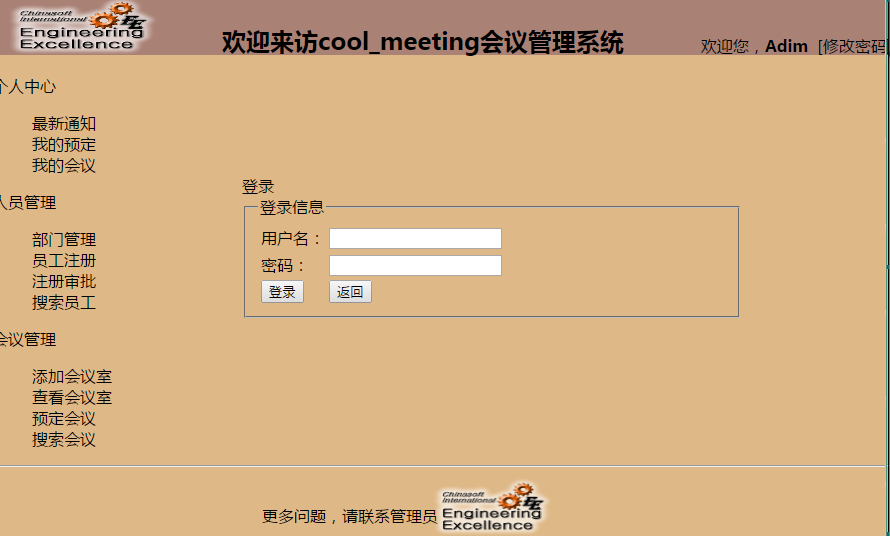 Chinasoft
International
EE
Engineering
Excellence
欢迎来访cool_meeting会议管理系统
欢迎您，Adim [修改密码
个人中心
最新通知
我的预定
我的会议
人员管理
部门管理
员工注册
注册审批
搜索员工
会议管理
添加会议室
查看会议室
预定会议
搜索会议
登录
登录信息
用户名：
密码：
登录 返回
更多问题，请联系管理员
Chinasoft
International
EE
Engineering
Excellence